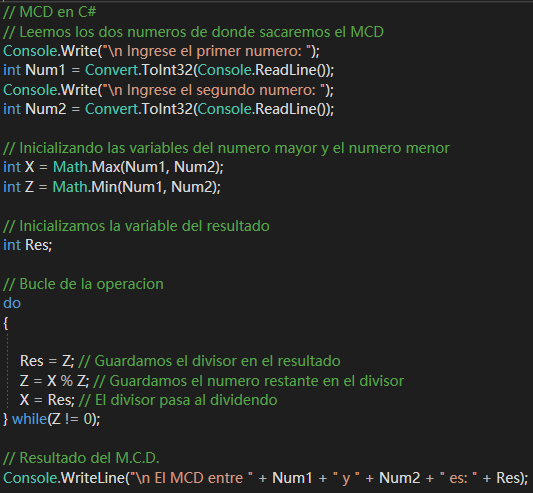 // MCD en C#
// Leemos los dos numeros de donde sacaremos el MCD
Console.Write("\n Ingrese el primer numero: ");
int Num1 = Convert.ToInt32(Console.ReadLine());
Console.Write("\n Ingrese el segundo numero: ");
int Num2 = Convert.ToInt32(Console.ReadLine());
// Inicializando las variables del numero mayor y el numero menor
int X = Math.Max(Num1, Num2);
int Z = Math.Min(Num1, Num2);
// Inicializamos la variable del resultado
int Res;
// Bucle de la operacion
do
{
Res = Z; // Guardamos el divisor en el resultado
Z = X % Z; // Guardamos el numero restante en el divisor
X = Res; // El divisor pasa al dividendo
} while(Z != 0);
// Resultado del M.C.D.
Console.WriteLine("\n El MCD entre " + Num1 + " y " + Num2 + " es: " + Res);